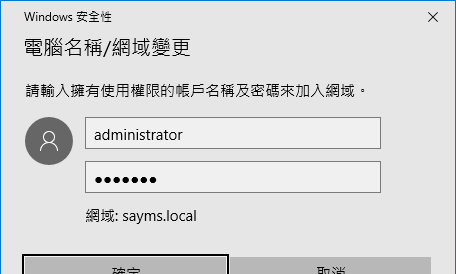 Windows 安全性
電腦名稱/網域變更
請輸入擁有使用權限的帳戶名稱及密碼來加入網域。
administrator
●●●●●●●
網域: sayms.local
確定
取消